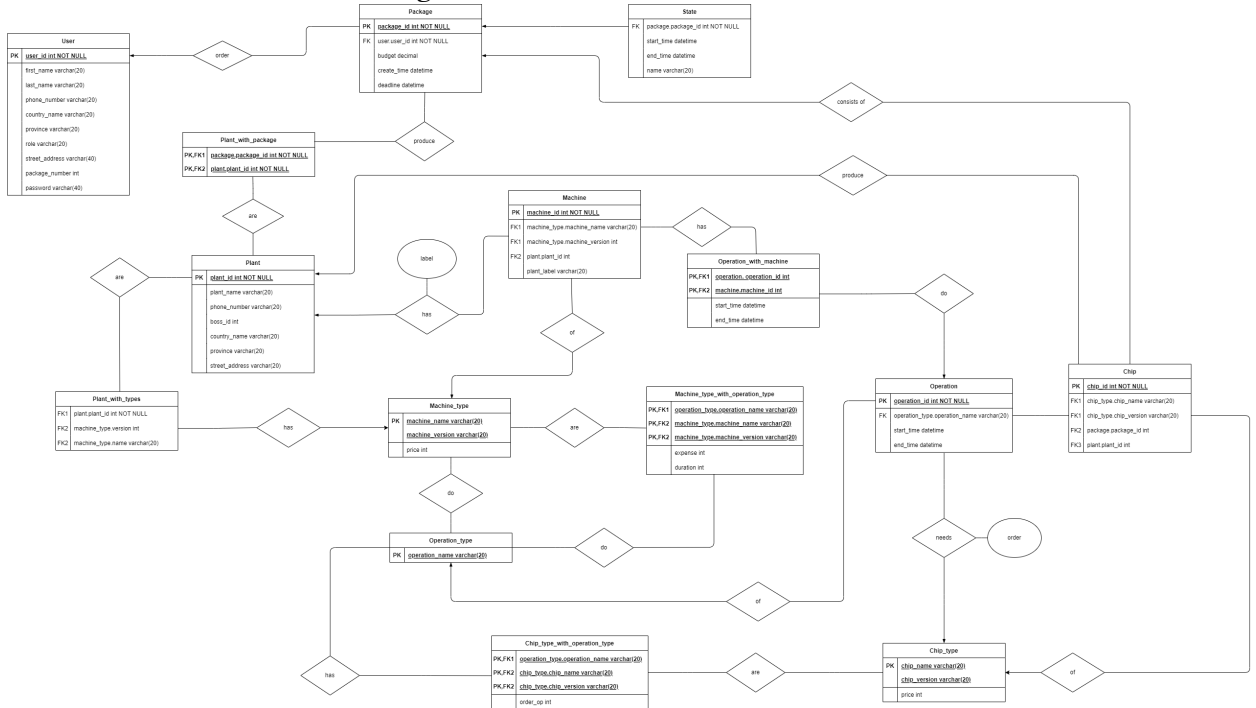 Package
PK package_id int NOT NULL
FK user.user_id int NOT NULL
budget decimal
create_time datetime
deadline datetime
State
FK package.package_id int NOT NULL
start_time datetime
end_time datetime
name varchar(20)
User
PK user_id int NOT NULL
first_name varchar(20)
last_name varchar(20)
phone_number varchar(20)
country_name varchar(20)
province varchar(20)
role varchar(20)
street_address varchar(40)
package_number int
password varchar(40)
order
consists of
produce
Plant_with_package
PK,FK1 package.package_id int NOT NULL
PK,FK2 plant.plant_id int NOT NULL
produce
are
Machine
PK machine_id int NOT NULL
FK1 machine_type.machine_name varchar(20)
FK1 machine_type.machine_version int
FK2 plant.plant_id int
plant_label varchar(20)
has
Operation_with_machine
PK,FK1 operation. operation_id int
PK,FK2 machine.machine_id int
start_time datetime
end_time datetime
label
has
are
Plant
PK plant_id int NOT NULL
plant_name varchar(20)
phone_number varchar(20)
boss_id int
country_name varchar(20)
province varchar(20)
street_address varchar(20)
do
of
Plant_with_types
FK1 plant.plant_id int NOT NULL
FK2 machine_type.version int
FK2 machine_type.name varchar(20)
has
Machine_type
PK machine_name varchar(20)
machine_version varchar(20)
price int
are
Machine_type_with_operation_type
PK,FK1 operation_type.operation_name varchar(20)
PK,FK2 machine_type.machine_name varchar(20)
PK,FK2 machine_type.machine_version varchar(20)
expense int
duration int
Operation
PK operation_id int NOT NULL
FK operation_type.operation_name varchar(20)
start_time datetime
end_time datetime
Chip
PK chip_id int NOT NULL
FK1 chip_type.chip_name varchar(20)
FK1 chip_type.chip_version varchar(20)
FK2 package.package_id int
FK3 plant.plant_id int
do
Operation_type
PK operation_name varchar(20)
do
needs
order
of
has
Chip_type_with_operation_type
PK,FK1 operation_type.operation_name varchar(20)
PK,FK2 chip_type.chip_name varchar(20)
PK,FK2 chip_type.chip_version varchar(20)
order_op int
are
Chip_type
PK chip_name varchar(20)
chip_version varchar(20)
price int
of